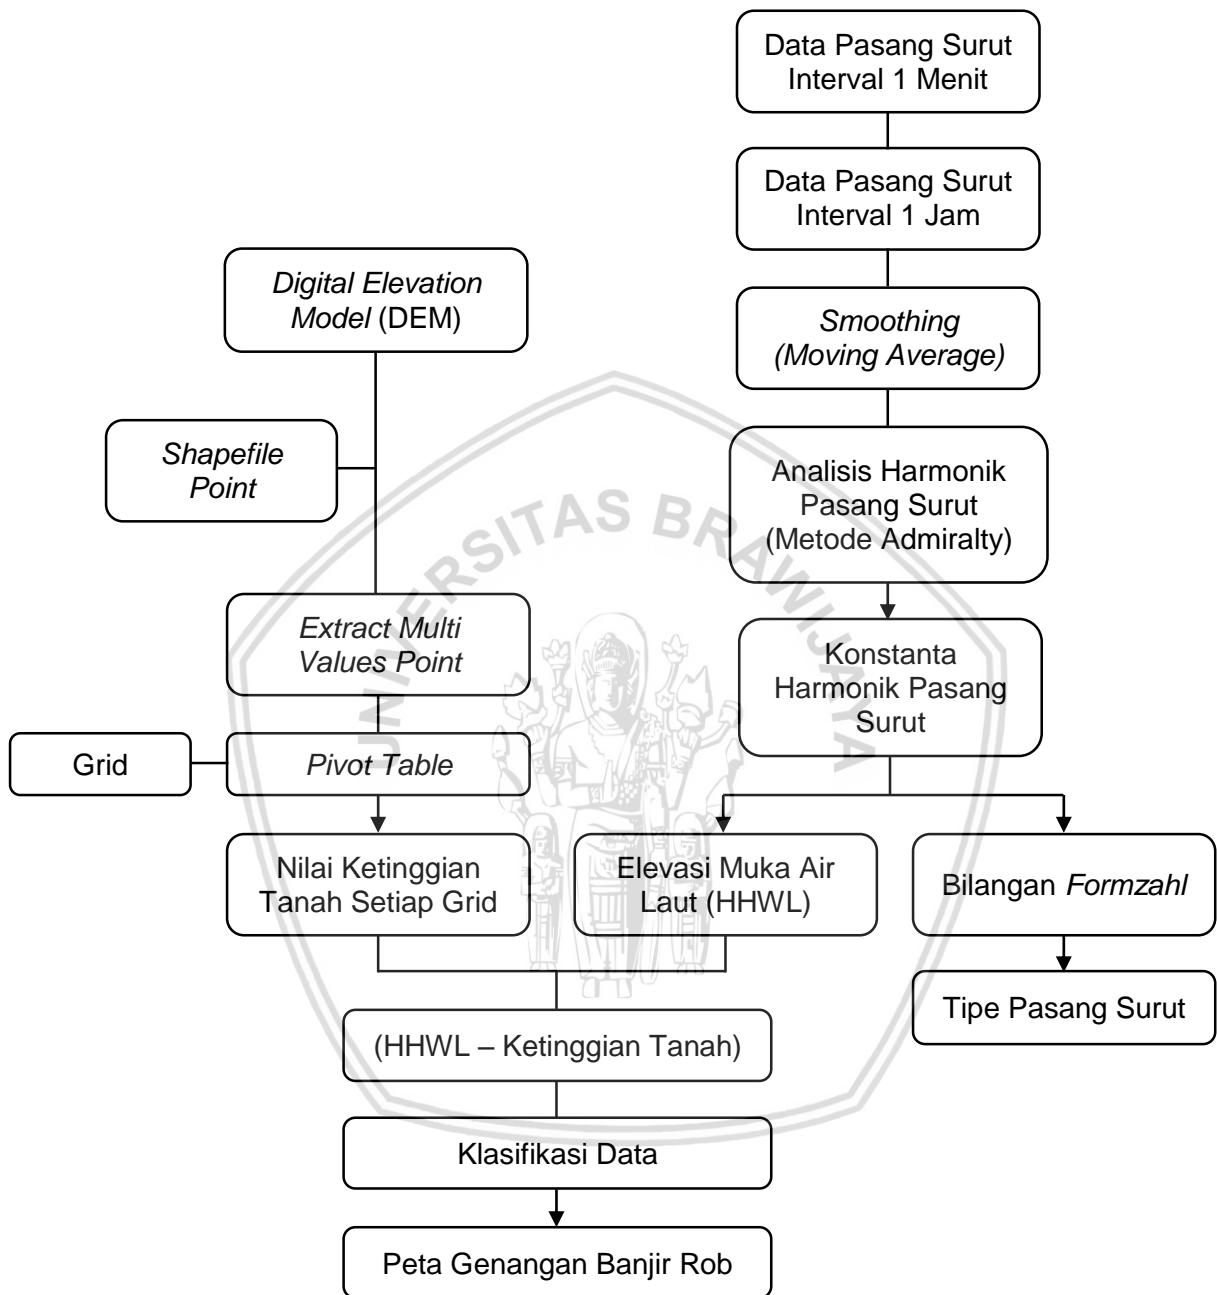 Data Pasang Surut
Interval 1 Menit
Data Pasang Surut
Interval 1 Jam
Digital Elevation
Model (DEM)
Smoothing
(Moving Average)
Shapefile
Point
Analisis Harmonik
Pasang Surut
(Metode Admiralty)
Extract Multi
Values Point
Konstanta
Harmonik Pasang
Surut
Grid
Pivot Table
Nilai Ketinggian
Tanah Setiap Grid
Elevasi Muka Air
Laut (HHWL)
Bilangan Formzahl
Tipe Pasang Surut
(HHWL – Ketinggian Tanah)
Klasifikasi Data
Peta Genangan Banjir Rob
UNIVERSITAS BRAWIJAYA